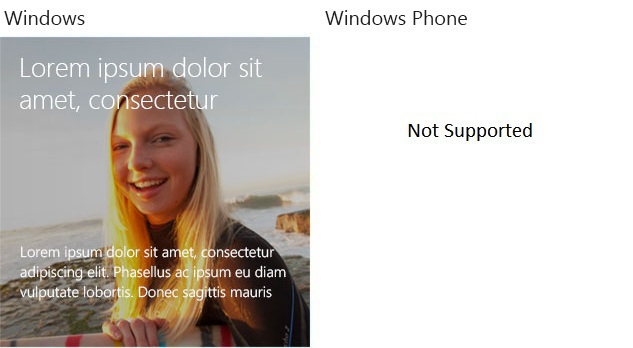 Windows
Windows Phone
Lorem ipsum dolor sit
amet, consectetur
Not Supported
Lorem ipsum dolor sit amet, consectetur
adipiscing elit. Phasellus ac ipsum eu diam
vulputate lobortis. Donec sagittis mauris